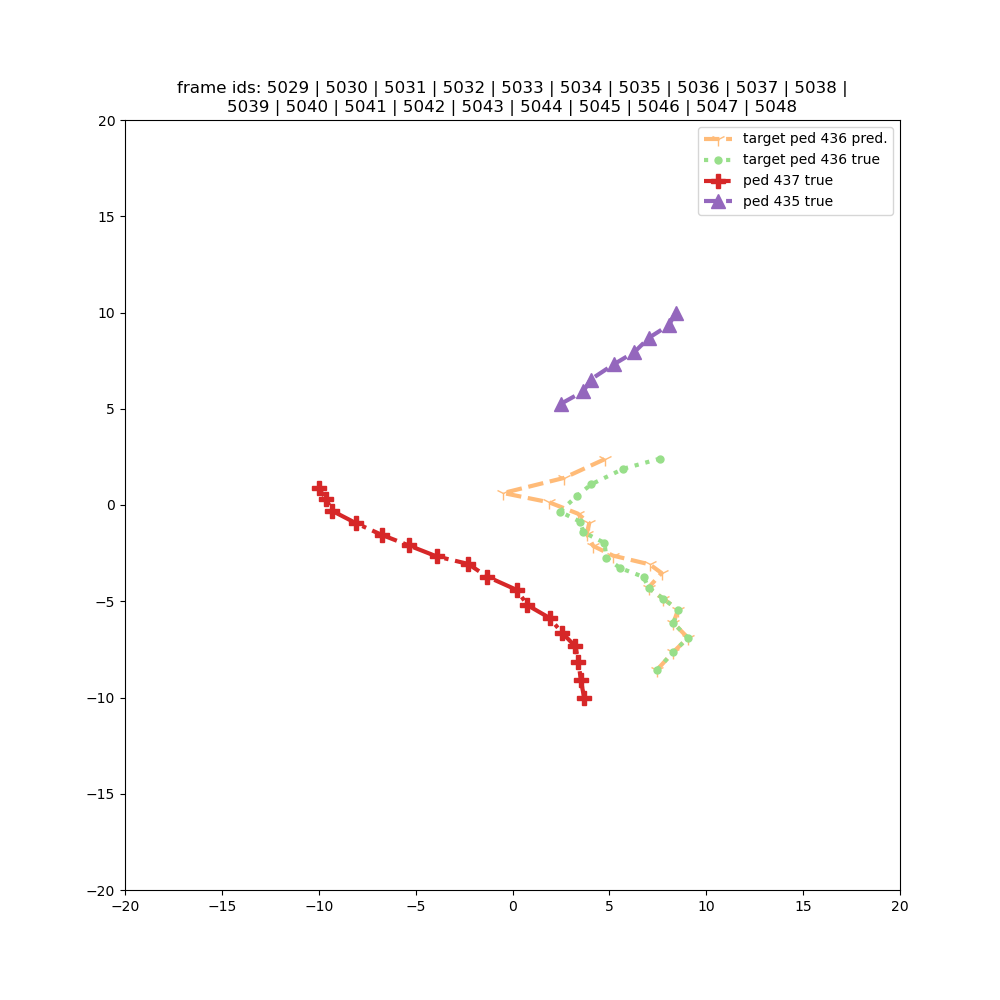 frame ids: 5029 | 5030 | 5031 | 5032 | 5033 | 5034 | 5035 | 5036 | 5037 | 5038 |
5039 | 5040 | 5041 | 5042 | 5043 | 5044 | 5045 | 5046 | 5047 | 5048
target ped 436 pred.
target ped 436 true
ped 437 true
ped 435 true
20
15
10
5
0
−5
−10
−15
−20
−20 −15 −10 −5 0 5 10 15 20